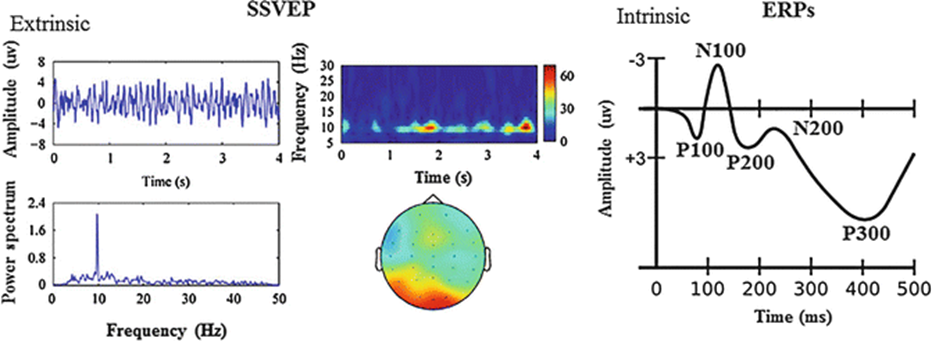 SSVEP
Extrinsic
Amplitude (uv)
8
4
0
−4
−8
0 1 2 3 4
Time (s)
Frequency (Hz)
30
25
20
15
10
5
0 1 2 3 4
Time (s)
60
30
0
Power spectrum
2.4
1.6
0.8
0
0 10 20 30 40 50
Frequency (Hz)
Intrinsic
ERPs
Amplitude (uv)
-3
+3
N100
P100
P200
N200
P300
0 100 200 300 400 500
Time (ms)